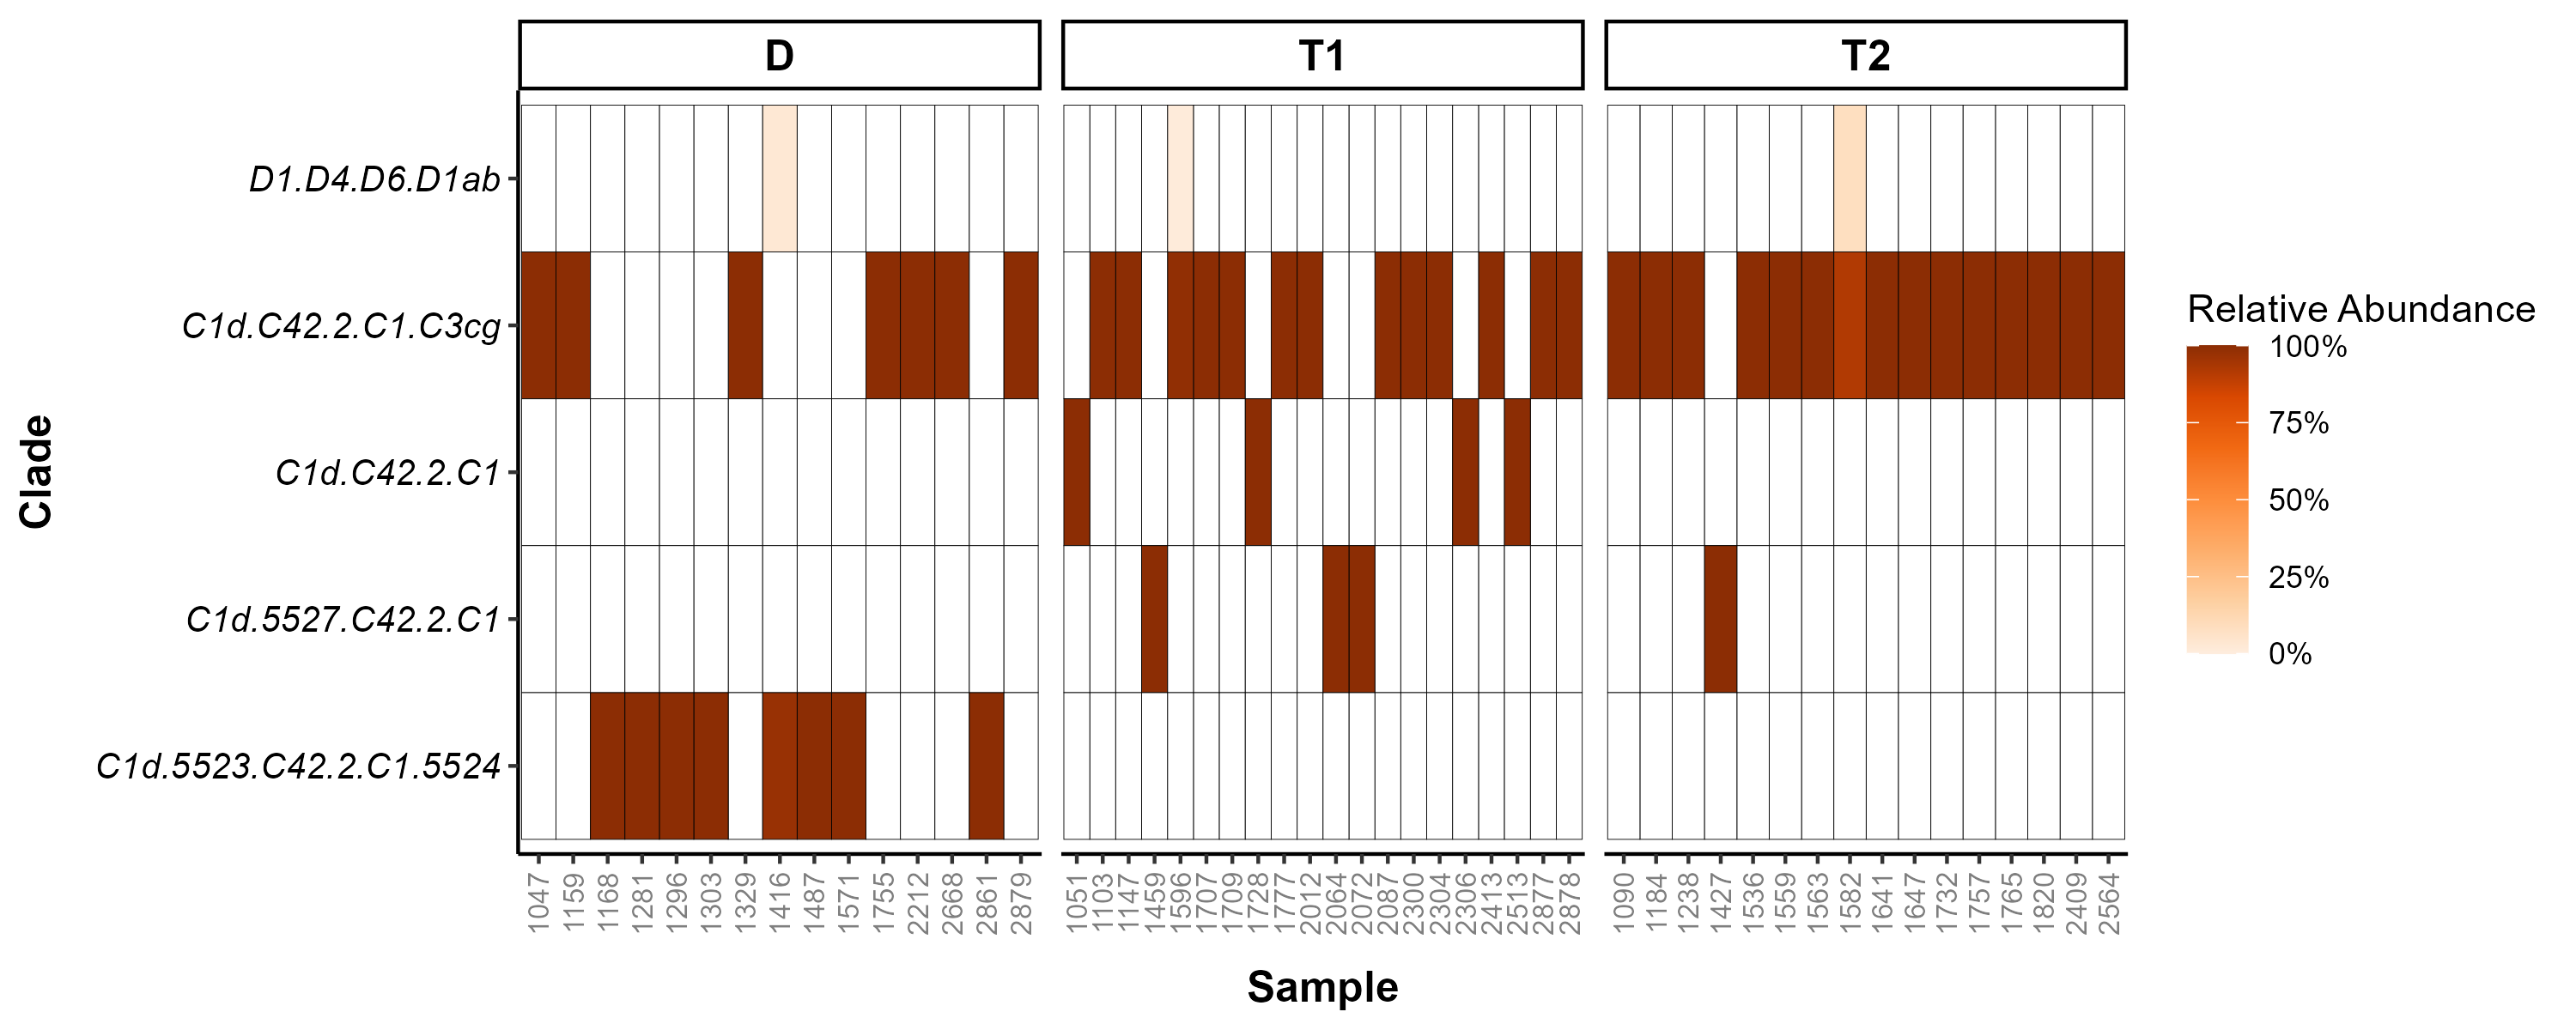 D T1 T2
D1.D4.D6.D1ab
C1d.C42.2.C1.C3cg
C1d.C42.2.C1
C1d.5527.C42.2.C1
C1d.5523.C42.2.C1.5524
Clade
1047 1159 1168 1281 1296 1303 1329 1416 1487 1571 1755 2212 2668 2861 2879
1051 1103 1147 1459 1596 1707 1709 1728 1777 2012 2064 2072 2087 2300 2304 2306 2413 2513 2877 2878
1090 1184 1238 1427 1536 1559 1563 1582 1641 1647 1732 1757 1765 1820 2409 2564
Sample
Relative Abundance
100%
75%
50%
25%
0%